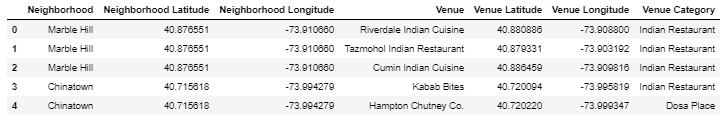 Neighborhood Neighborhood Latitude Neighborhood Longitude Venue Venue Latitude Venue Longitude Venue Category
0 Marble Hill 40.876551 -73.910660 Riverdale Indian Cuisine 40.880886 -73.908800 Indian Restaurant
1 Marble Hill 40.876551 -73.910660 Tazmohol Indian Restaurant 40.879331 -73.903192 Indian Restaurant
2 Marble Hill 40.876551 -73.910660 Cumin Indian Cuisine 40.886459 -73.909816 Indian Restaurant
3 Chinatown 40.715618 -73.994279 Kabab Bites 40.720094 -73.995819 Indian Restaurant
4 Chinatown 40.715618 -73.994279 Hampton Chutney Co. 40.720220 -73.999347 Dosa Place